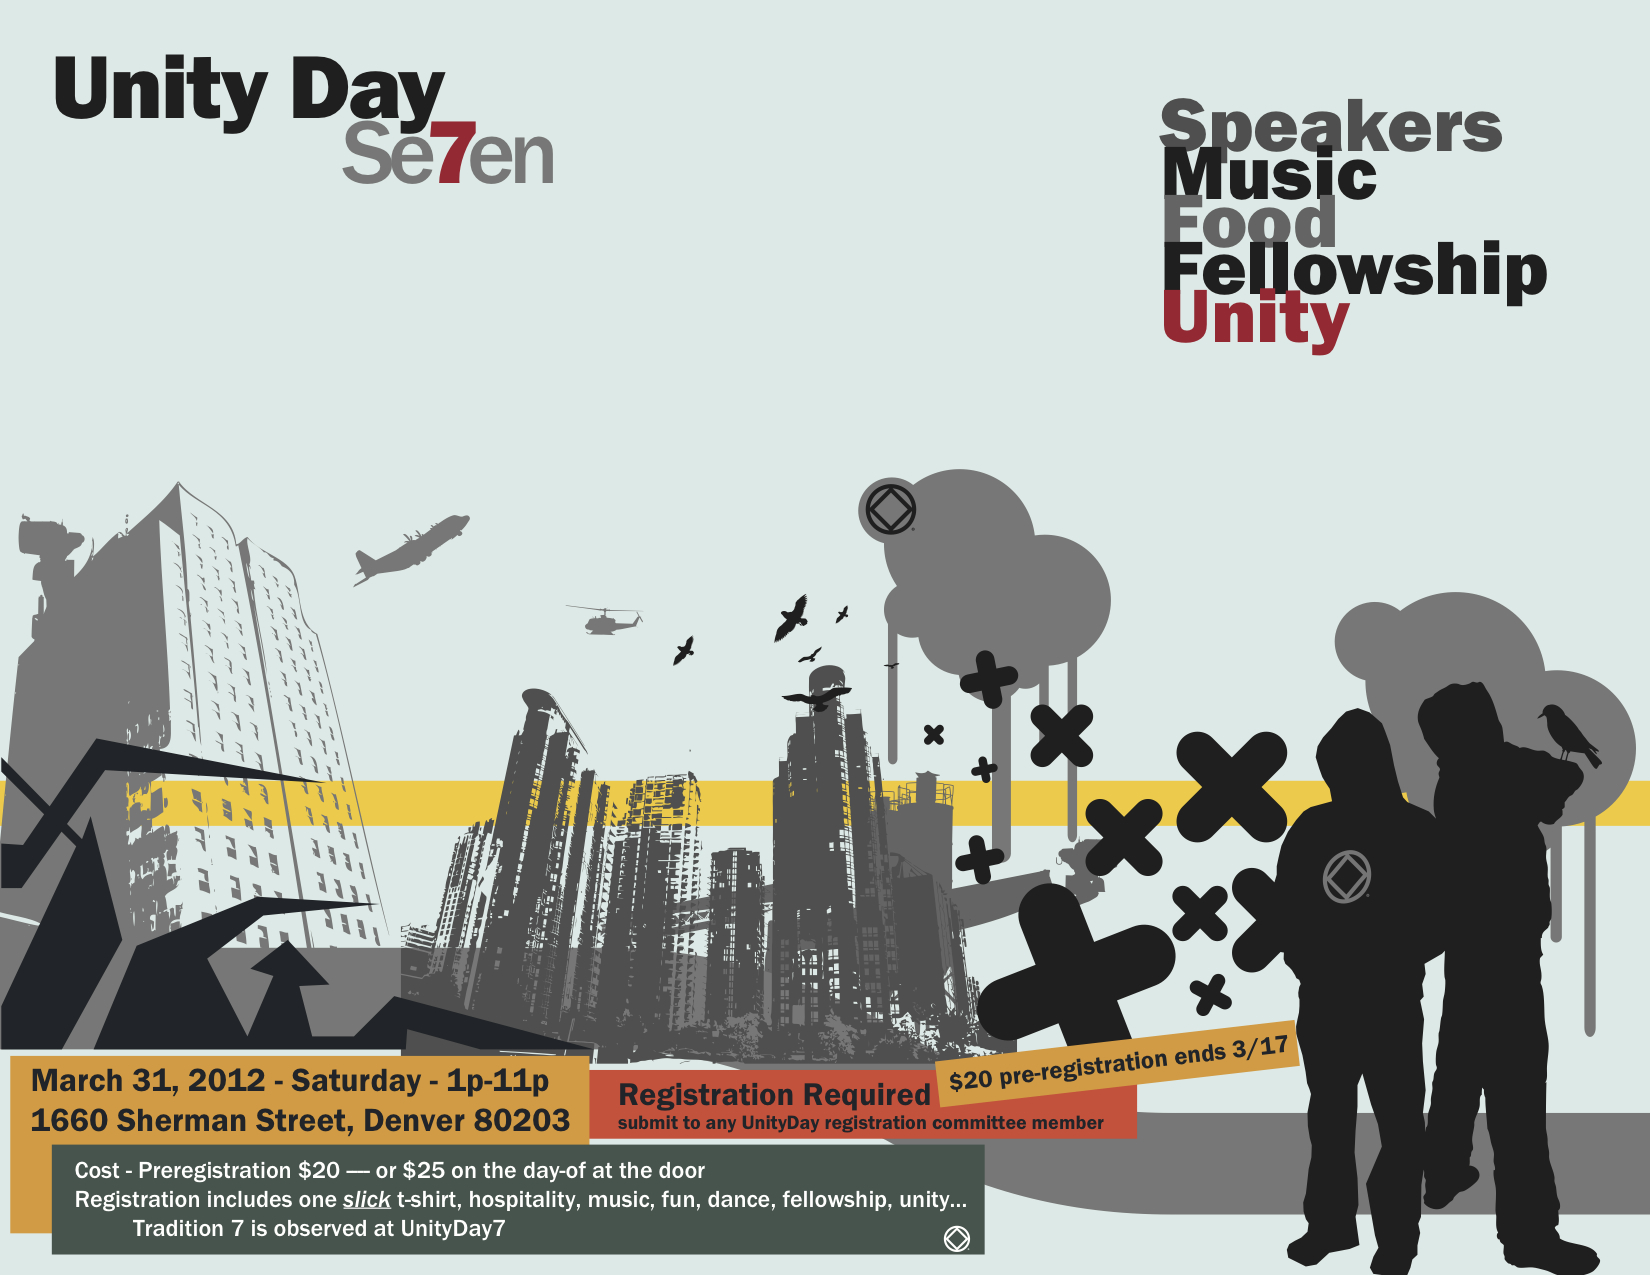 Unity Day
Se7en
Speakers
Music
Food
Fellowship
Unity
March 31, 2012 - Saturday - 1p-11p
1660 Sherman Street, Denver 80203
Registration Required
submit to any UnityDay registration committee member
$20 pre-registration ends 3/17
Cost - Preregistration $20 — or $25 on the day-of at the door
Registration includes one slick t-shirt, hospitality, music, fun, dance, fellowship, unity...
Tradition 7 is observed at UnityDay7